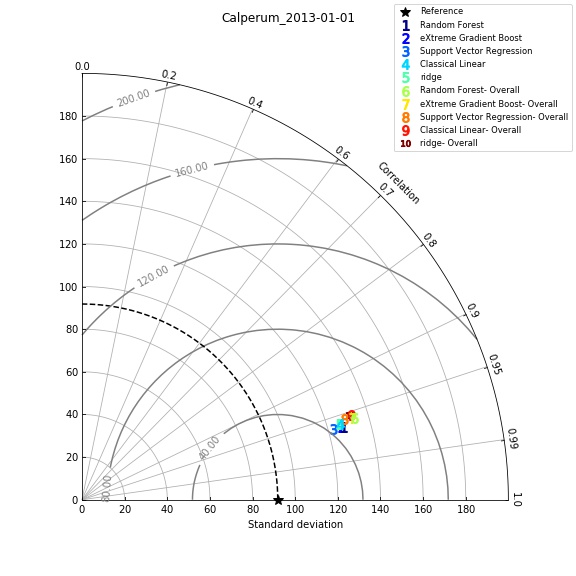 Calperum_2013-01-01
Reference
1 Random Forest
2 eXtreme Gradient Boost
3 Support Vector Regression
4 Classical Linear
5 ridge
6 Random Forest- Overall
7 eXtreme Gradient Boost- Overall
8 Support Vector Regression- Overall
9 Classical Linear- Overall
10 ridge- Overall
0.0
0.2
0.4
0.6
Correlation
0.7
0.8
0.9
0.95
0.99
1.0
200.00
160.00
120.00
80.00
40.00
180
160
140
120
100
80
60
40
20
0
0 20 40 60 80 100 120 140 160 180
Standard deviation